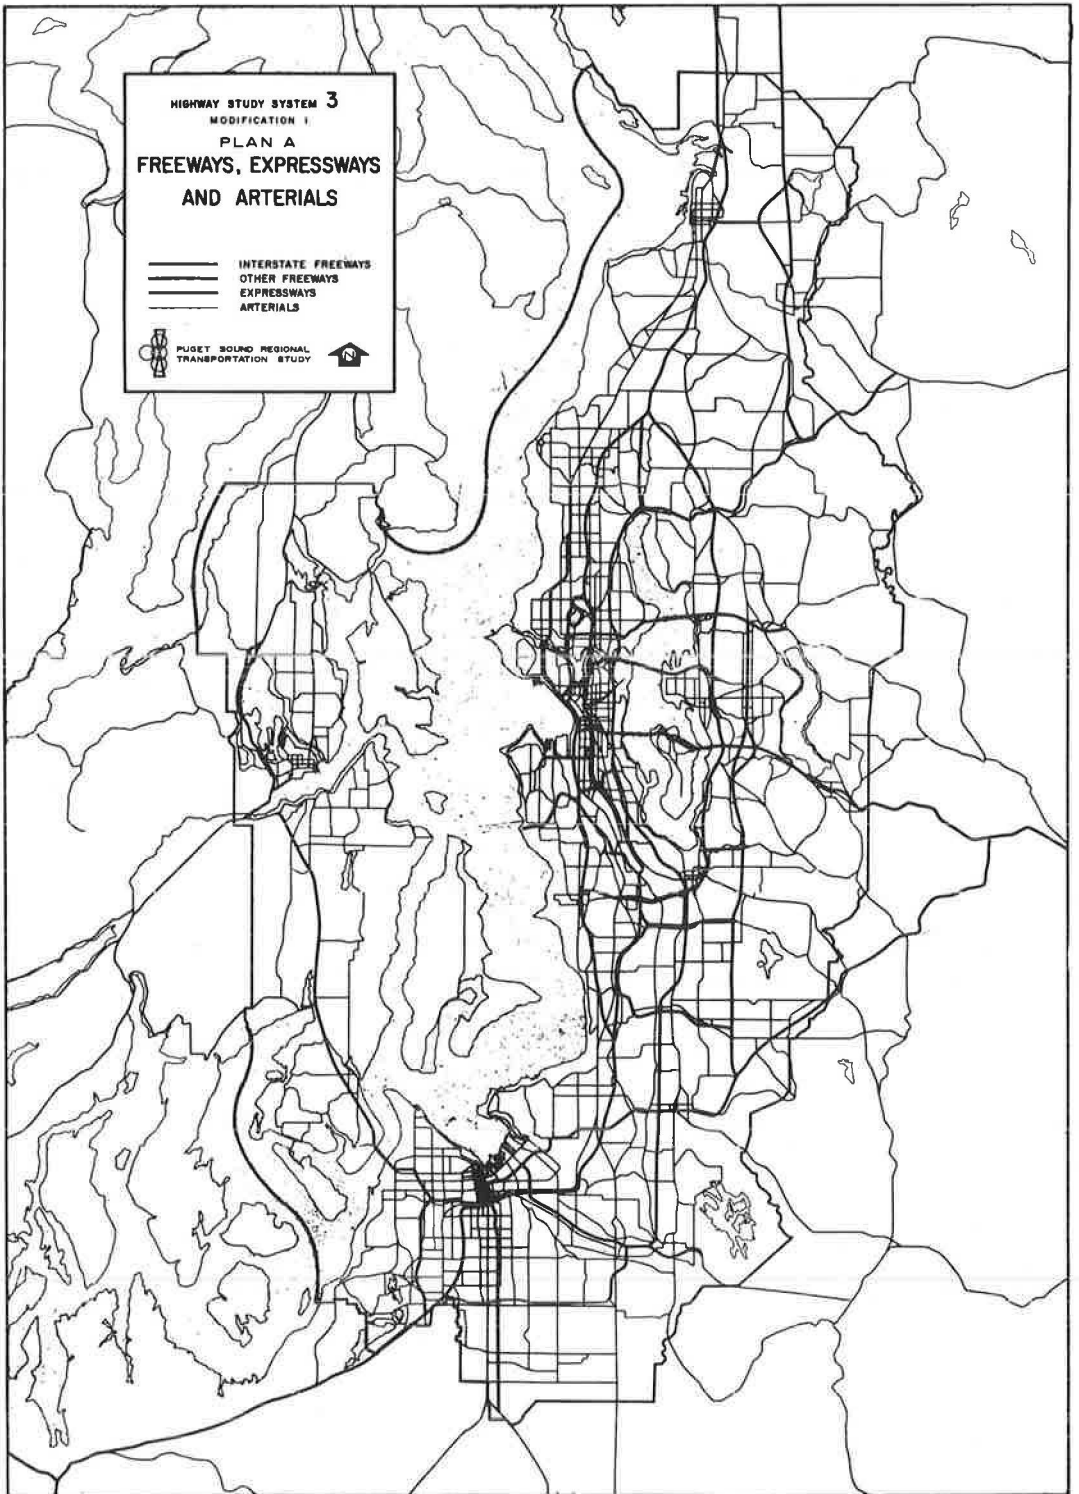 HIGHWAY STUDY SYSTEM 3
MODIFICATION 1
PLAN A
FREEWAYS, EXPRESSWAYS
AND ARTERIALS
INTERSTATE FREEWAYS
OTHER FREEWAYS
EXPRESSWAYS
ARTERIALS
PUGET SOUND REGIONAL
TRANSPORTATION STUDY
N